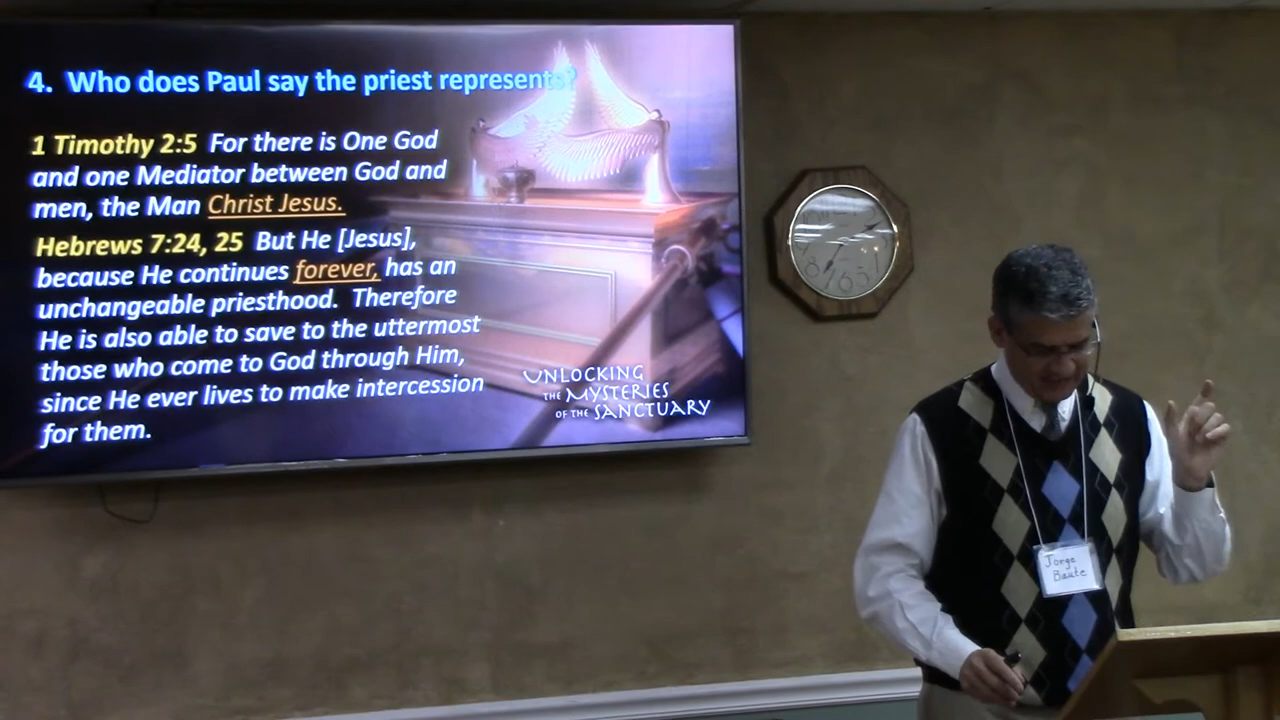 4. Who does Paul say the priest represents?
1 Timothy 2:5 For there is One God
and one Mediator between God and
men, the Man Christ Jesus.
Hebrews 7:24, 25 But He [Jesus],
because He continues forever, has an
unchangeable priesthood. Therefore
He is also able to save to the uttermost
those who come to God through Him,
since He ever lives to make intercession
for them.
UNLOCKING
THE MYSTERIES
OF THE SANCTUARY
Jorge
Baute